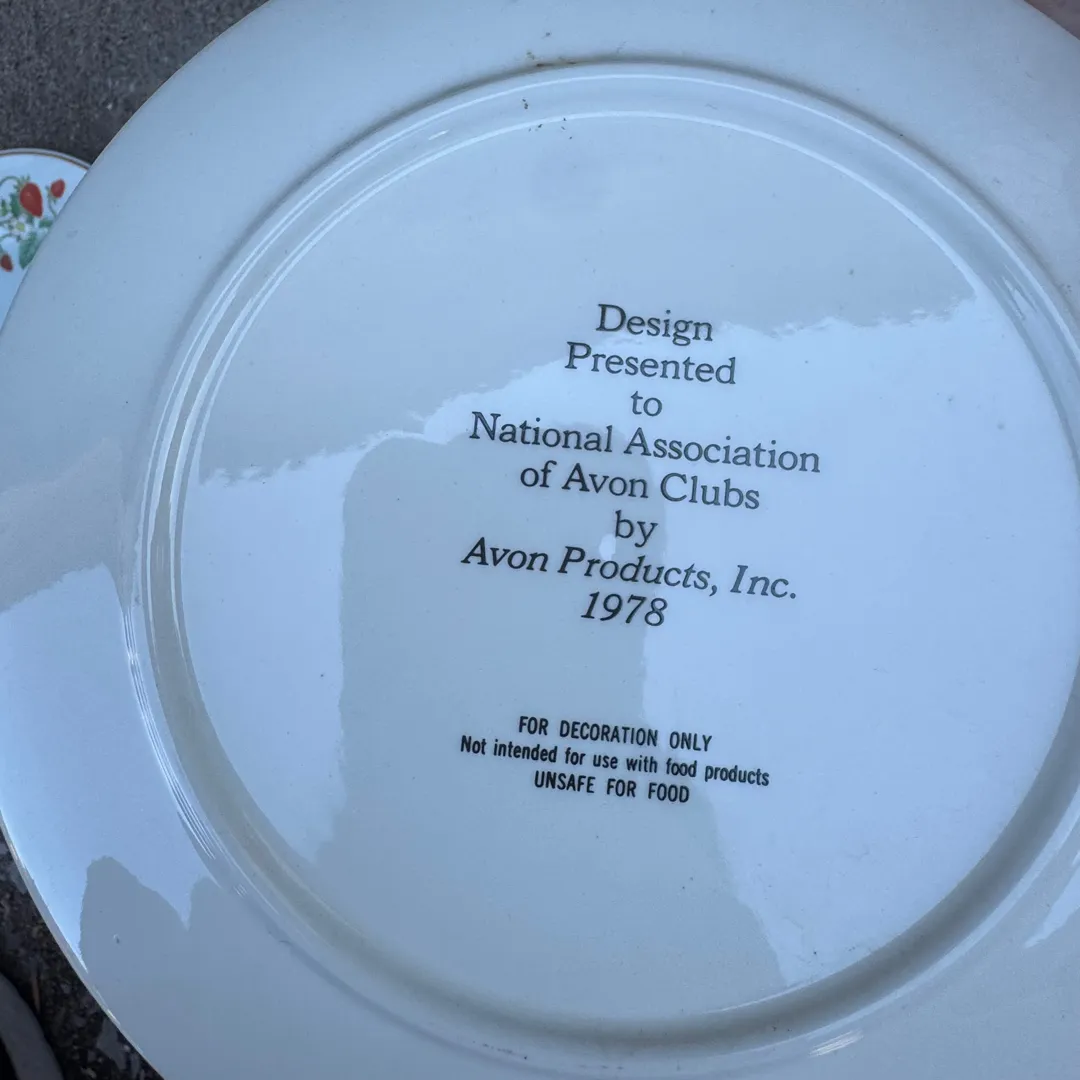 Design
Presented
to
National Association
of Avon Clubs
by
Avon Products, Inc.
1978
FOR DECORATION ONLY
Not intended for use with food products
UNSAFE FOR FOOD